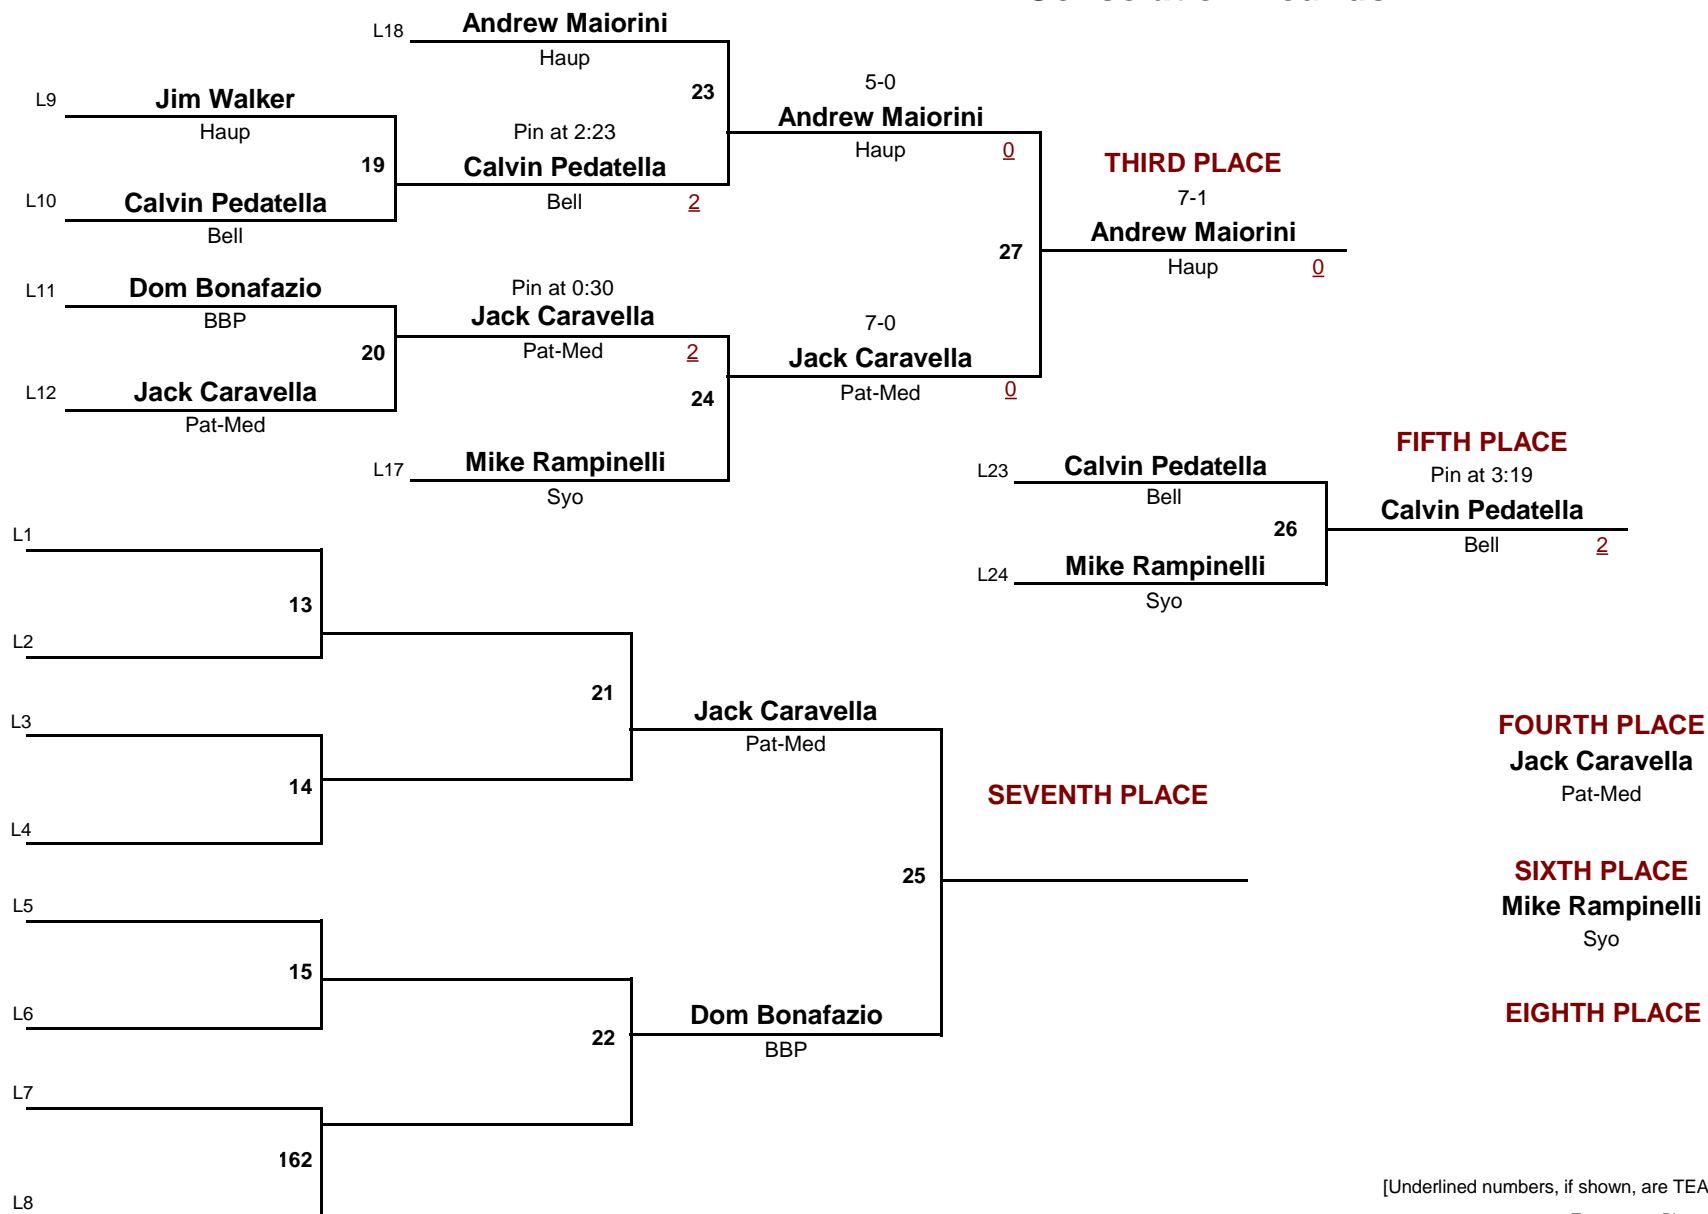 L18
Andrew Maiorini
Haup
L9
Jim Walker
Haup
23
5-0
Andrew Maiorini
Haup
0
Pin at 2:23
Calvin Pedatella
Bell
2
19
L10
Calvin Pedatella
Bell
THIRD PLACE
7-1
Andrew Maiorini
Haup
0
27
L11
Dom Bonafazio
BBP
Pin at 0:30
Jack Caravella
Pat-Med
2
20
7-0
Jack Caravella
Pat-Med
0
L12
Jack Caravella
Pat-Med
24
L17
Mike Rampinelli
Syo
L23
Calvin Pedatella
Bell
FIFTH PLACE
Pin at 3:19
Calvin Pedatella
Bell
2
26
L24
Mike Rampinelli
Syo
L1
13
L2
21
L3
Jack Caravella
Pat-Med
14
L4
SEVENTH PLACE
FOURTH PLACE
Jack Caravella
Pat-Med
25
SIXTH PLACE
Mike Rampinelli
Syo
L5
15
L6
22
Dom Bonafazio
BBP
EIGHTH PLACE
L7
162
L8
[Underlined numbers, if shown, are TEA